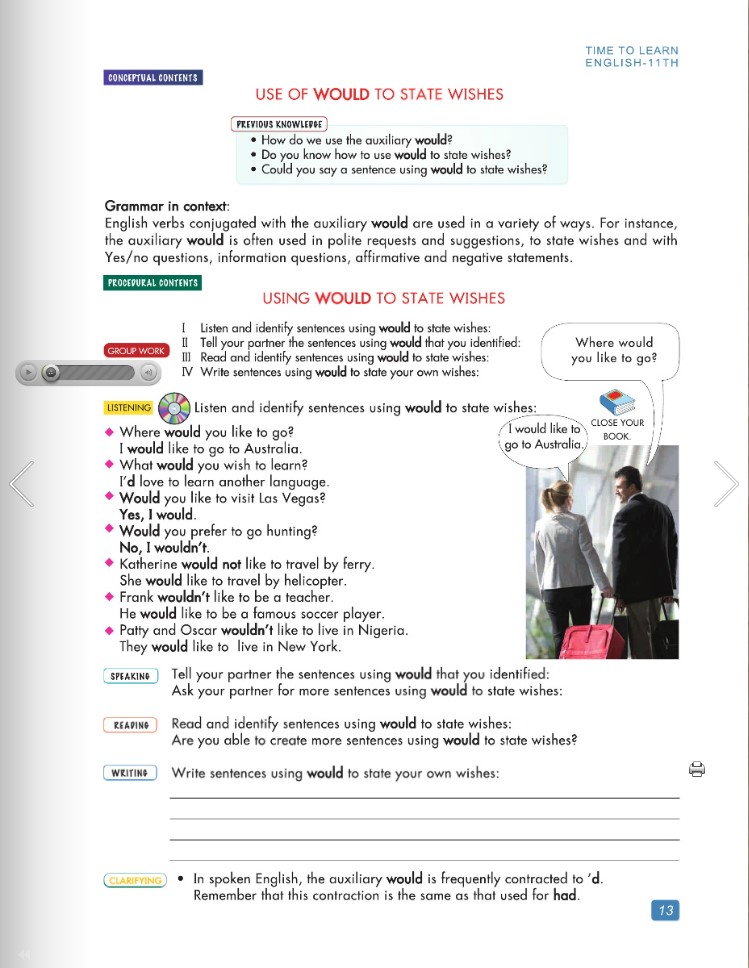 TIME TO LEARN
ENGLISH-11TH
CONCEPTUAL CONTENTS
USE OF WOULD TO STATE WISHES
PREVIOUS KNOWLEDGE
• How do we use the auxiliary would?
• Do you know how to use would to state wishes?
• Could you say a sentence using would to state wishes?
Grammar in context:
English verbs conjugated with the auxiliary would are used in a variety of ways. For instance,
the auxiliary would is often used in polite requests and suggestions, to state wishes and with
Yes/no questions, information questions, affirmative and negative statements.
PROCEDURAL CONTENTS
USING WOULD TO STATE WISHES
GROUP WORK
I Listen and identify sentences using would to state wishes:
II Tell your partner the sentences using would that you identified:
III Read and identify sentences using would to state wishes:
IV Write sentences using would to state your own wishes:
Where would
you like to go?
LISTENING
Listen and identify sentences using would to state wishes:
CLOSE YOUR
BOOK.
I would like to
go to Australia.
◆ Where would you like to go?
I would like to go to Australia.
◆ What would you wish to learn?
I'd love to learn another language.
◆ Would you like to visit Las Vegas?
Yes, I would.
◆ Would you prefer to go hunting?
No, I wouldn't.
◆ Katherine would not like to travel by ferry.
She would like to travel by helicopter.
◆ Frank wouldn't like to be a teacher.
He would like to be a famous soccer player.
◆ Patty and Oscar wouldn't like to live in Nigeria.
They would like to live in New York.
SPEAKING
Tell your partner the sentences using would that you identified:
Ask your partner for more sentences using would to state wishes:
READING
Read and identify sentences using would to state wishes:
Are you able to create more sentences using would to state wishes?
WRITING
Write sentences using would to state your own wishes:
CLARIFYING
• In spoken English, the auxiliary would is frequently contracted to 'd.
Remember that this contraction is the same as that used for had.
13